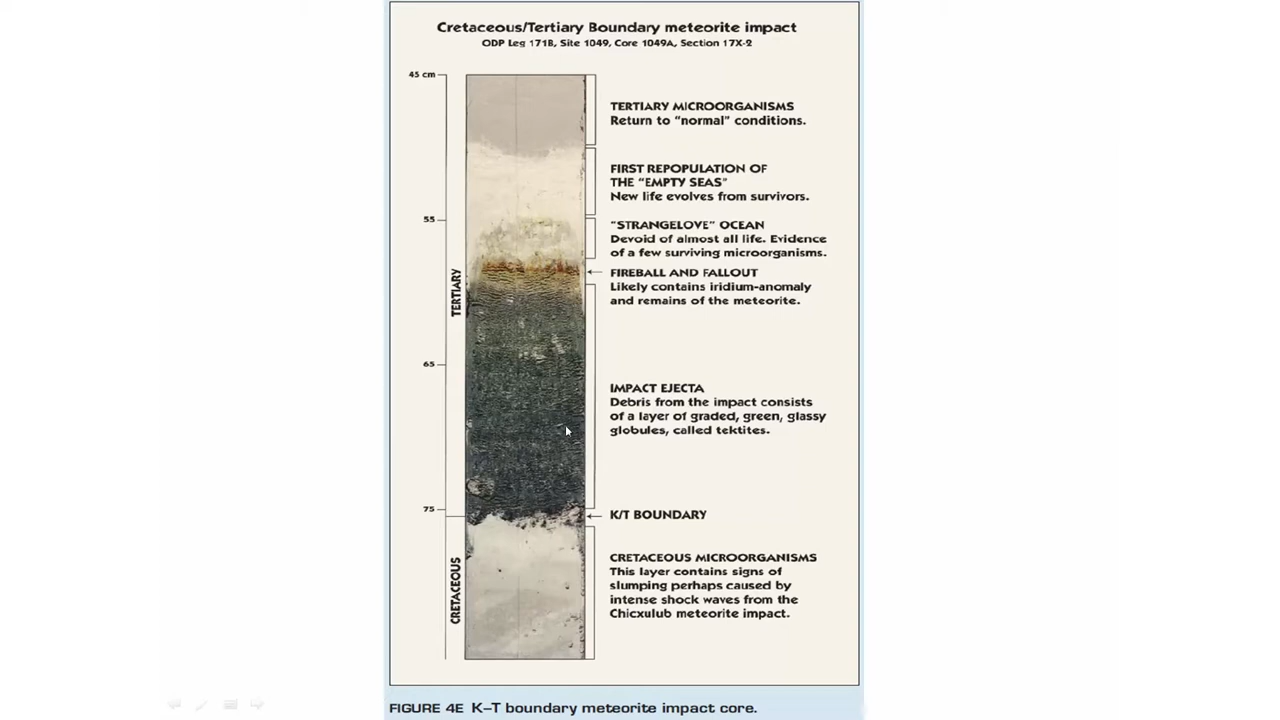 Cretaceous/Tertiary Boundary meteorite impact
ODP Leg 171B, Site 1049, Core 1049A, Section 17X-2
45 cm
TERTIARY MICROORGANISMS
Return to "normal" conditions.
FIRST REPOPULATION OF
THE "EMPTY SEAS"
New life evolves from survivors.
55
"STRANGELOVE" OCEAN
Devoid of almost all life. Evidence
of a few surviving microorganisms.
FIREBALL AND FALLOUT
Likely contains iridium-anomaly
and remains of the meteorite.
TERTIARY
65
IMPACT EJECTA
Debris from the impact consists
of a layer of graded, green, glassy
globules, called tektites.
75
K/T BOUNDARY
CRETACEOUS
CRETACEOUS MICROORGANISMS
This layer contains signs of
slumping perhaps caused by
intense shock waves from the
Chicxulub meteorite impact.
FIGURE 4E K–T boundary meteorite impact core.